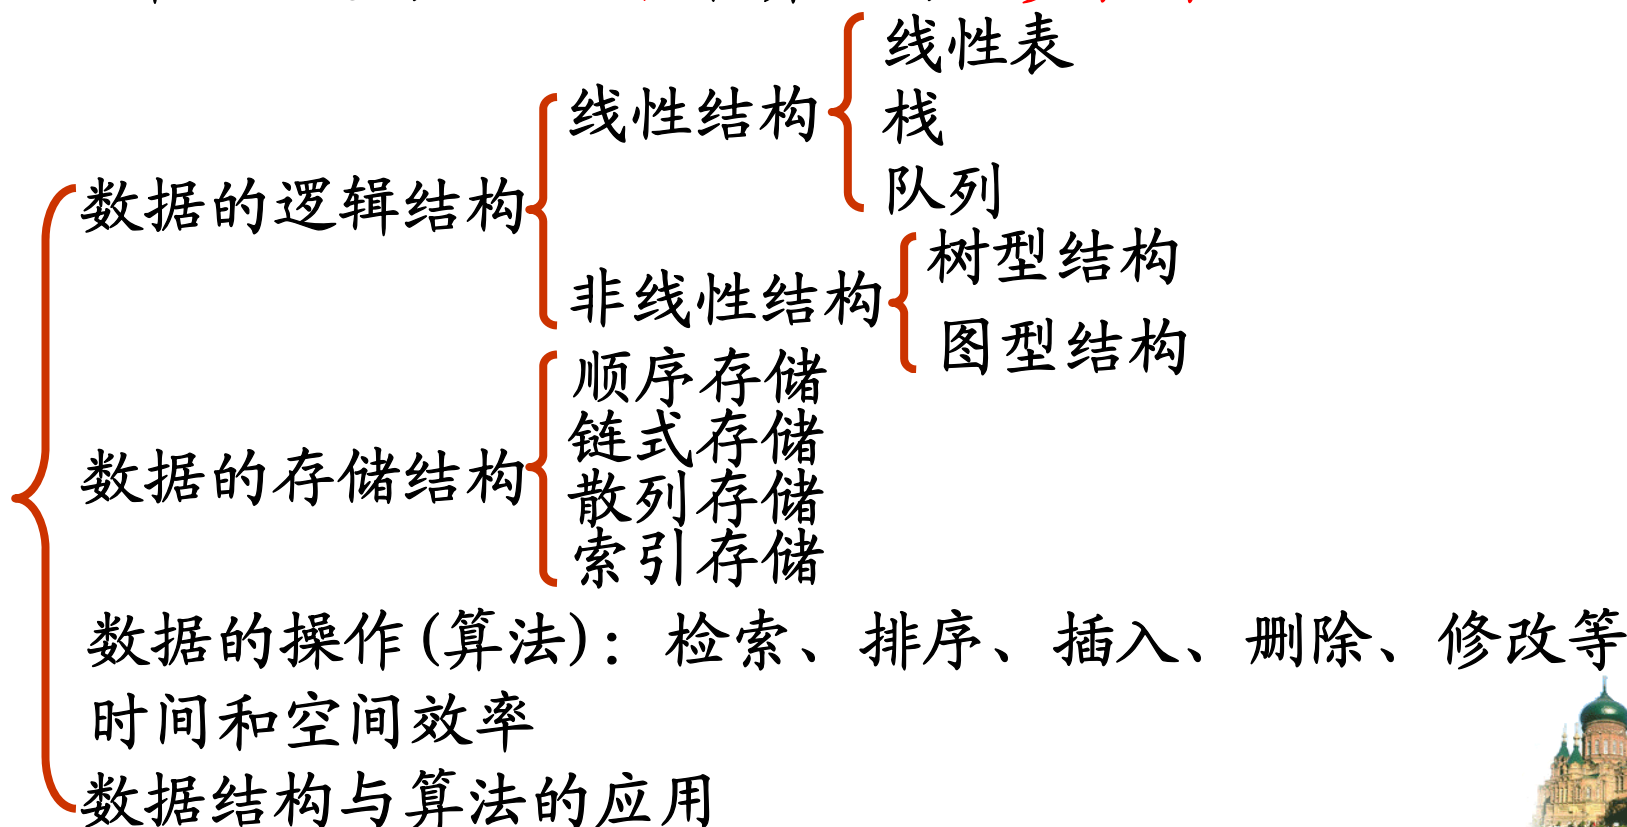 线性表
线性结构
栈
队列
数据的逻辑结构
树型结构
非线性结构
图型结构
顺序存储
链式存储
数据的存储结构
散列存储
索引存储
数据的操作(算法)：检索、排序、插入、删除、修改等
时间和空间效率
数据结构与算法的应用